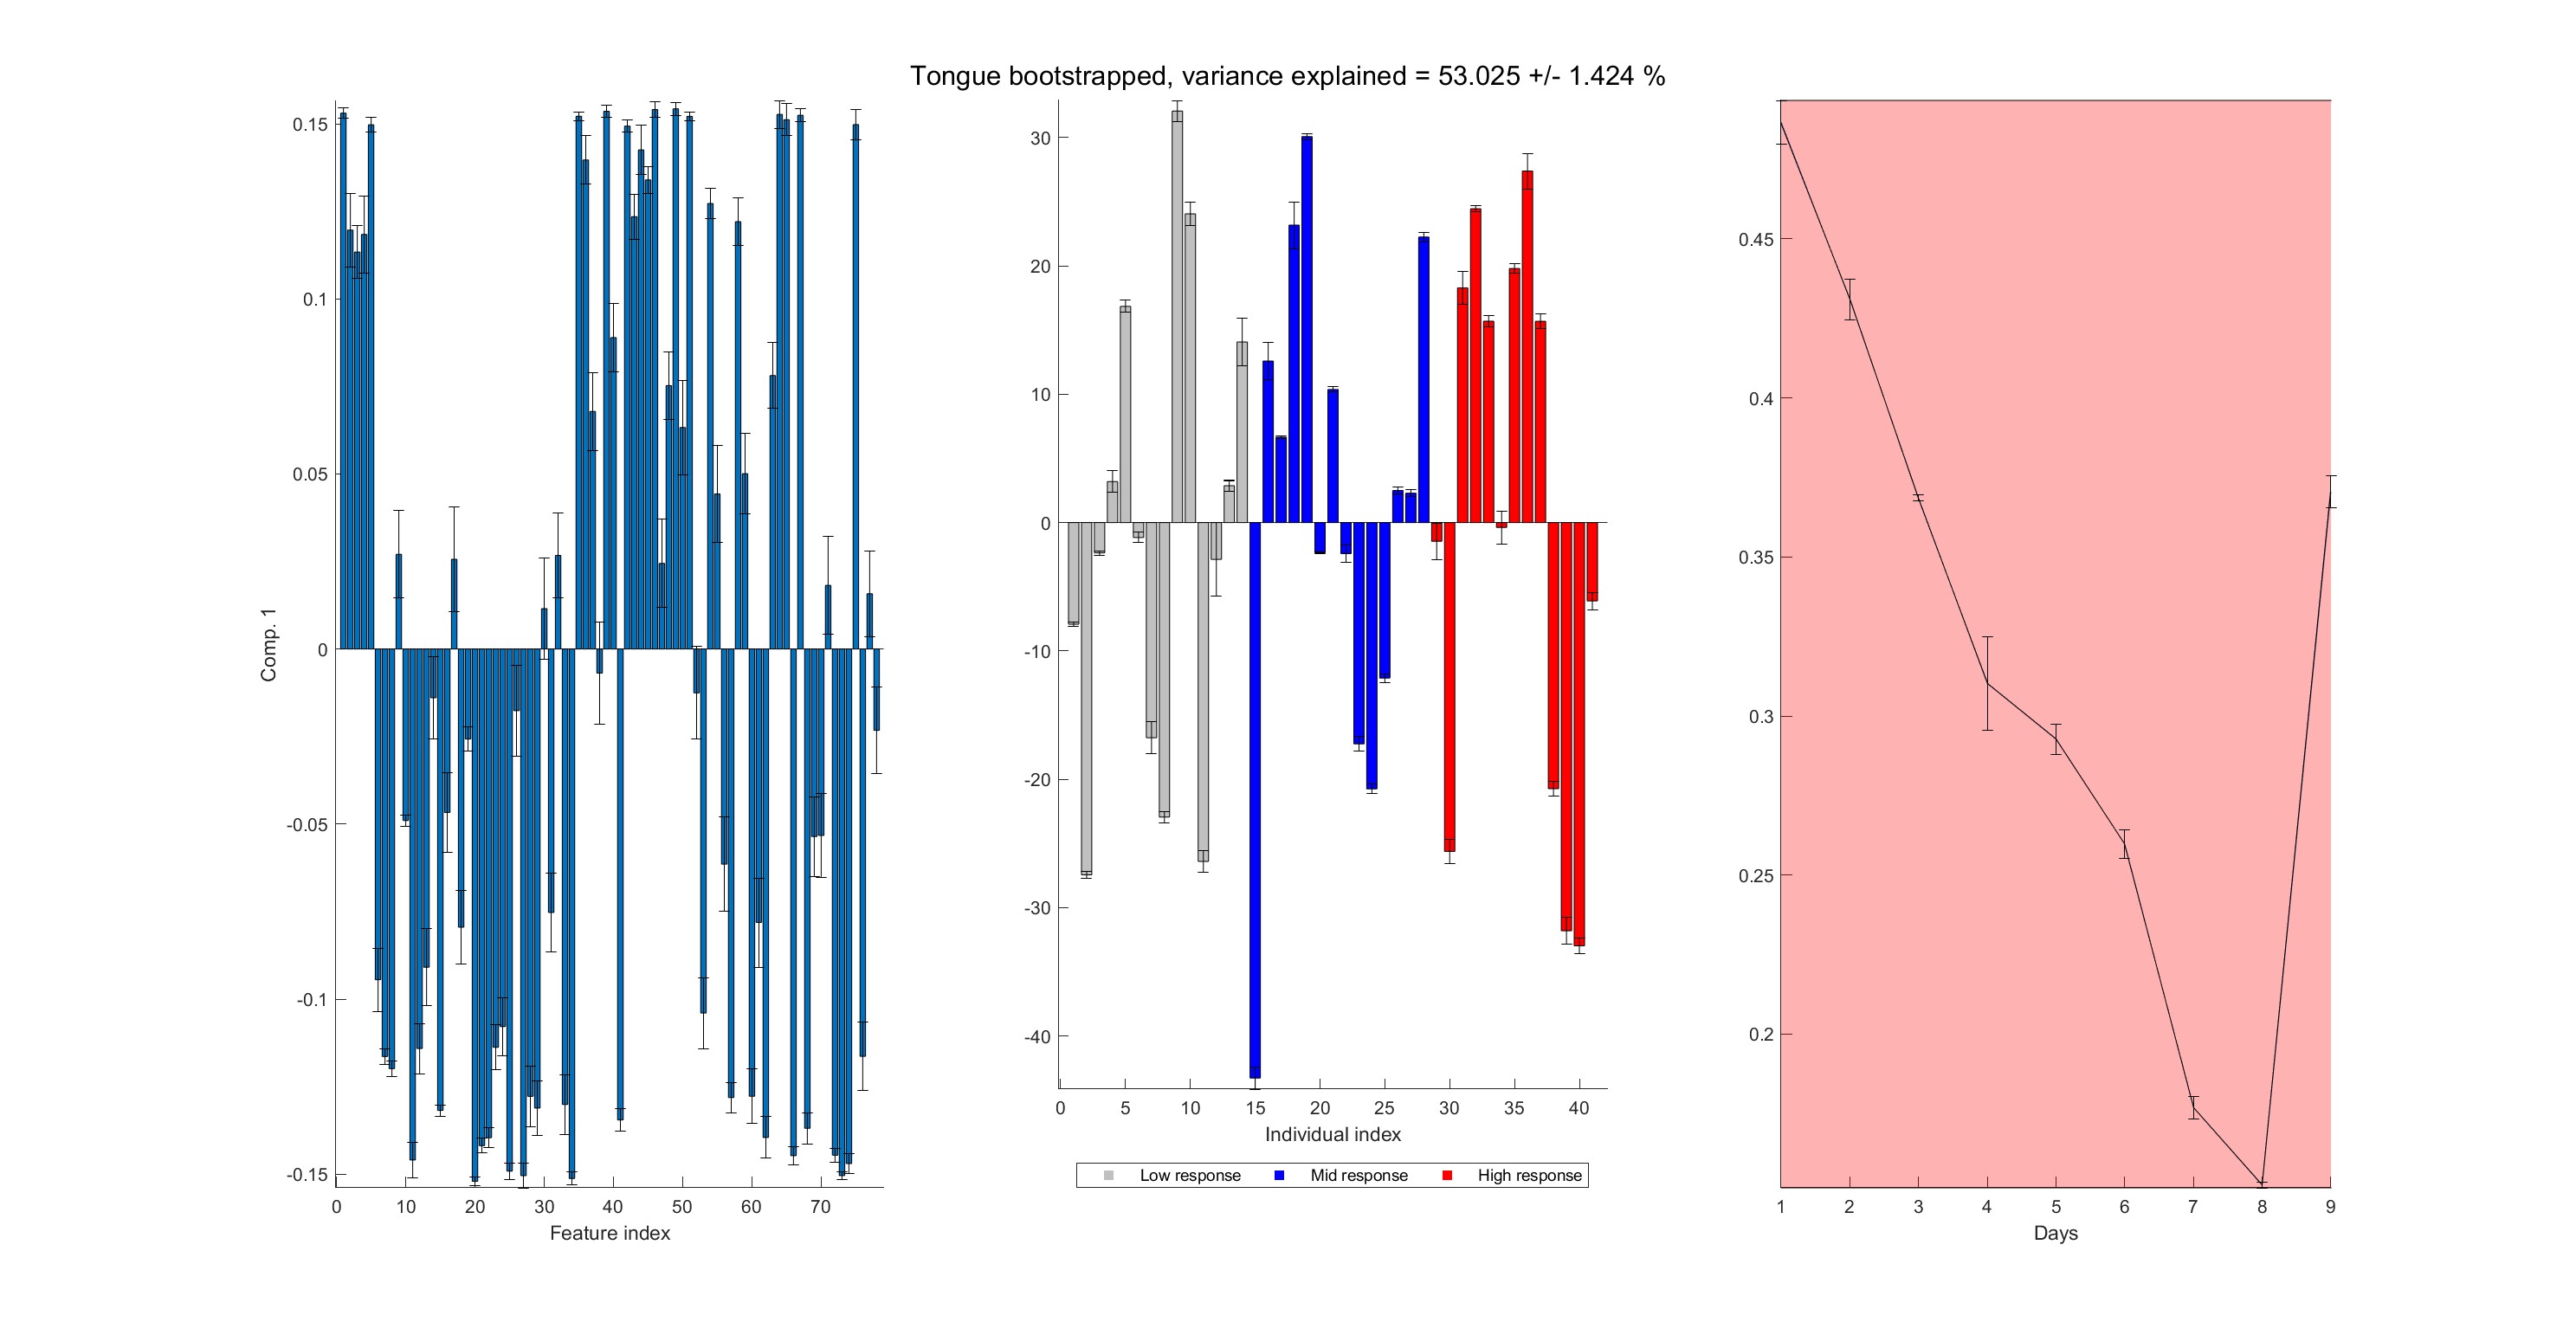 Tongue bootstrapped, variance explained = 53.025 +/- 1.424 %
Comp. 1
0.15
0.1
0.05
0
-0.05
-0.1
-0.15
0 10 20 30 40 50 60 70
Feature index
30
20
10
0
-10
-20
-30
-40
0 5 10 15 20 25 30 35 40
Individual index
Low response Mid response High response
0.45
0.4
0.35
0.3
0.25
0.2
1 2 3 4 5 6 7 8 9
Days